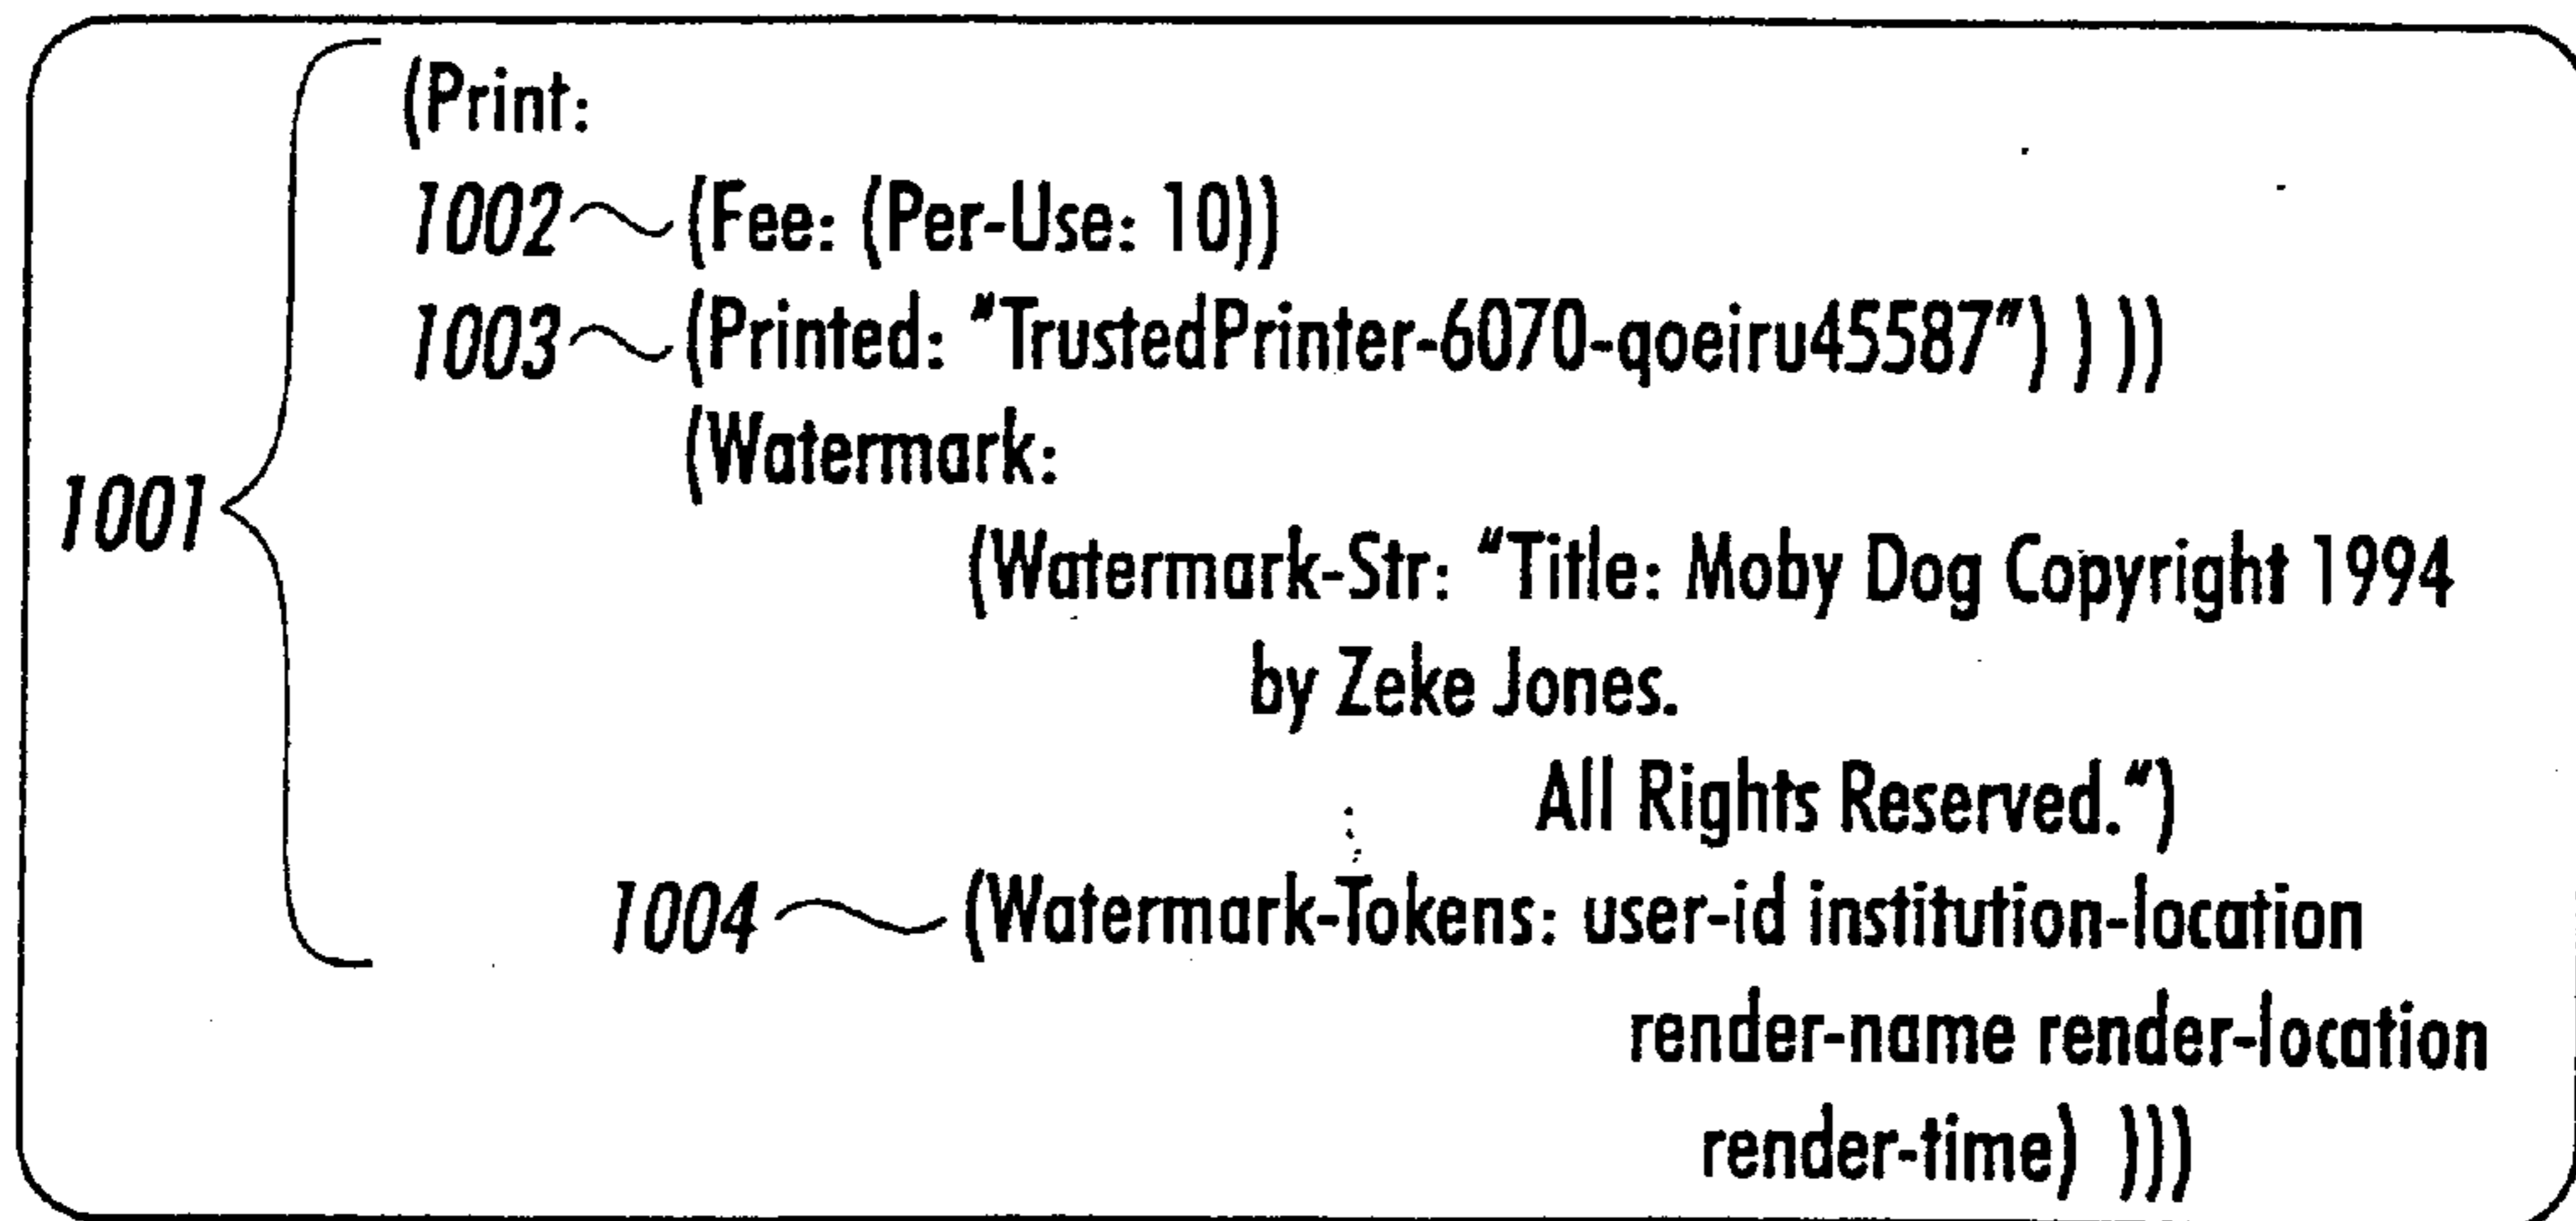 (Print:
1002 (Fee: (Per-Use: 10))
1003 (Printed: "TrustedPrinter-6070-qoeiru45587") ) ))
(Watermark:
1001
(Watermark-Str: "Title: Moby Dog Copyright 1994
by Zeke Jones.
All Rights Reserved.")
1004 (Watermark-Tokens: user-id institution-location
render-name render-location
render-time) )))